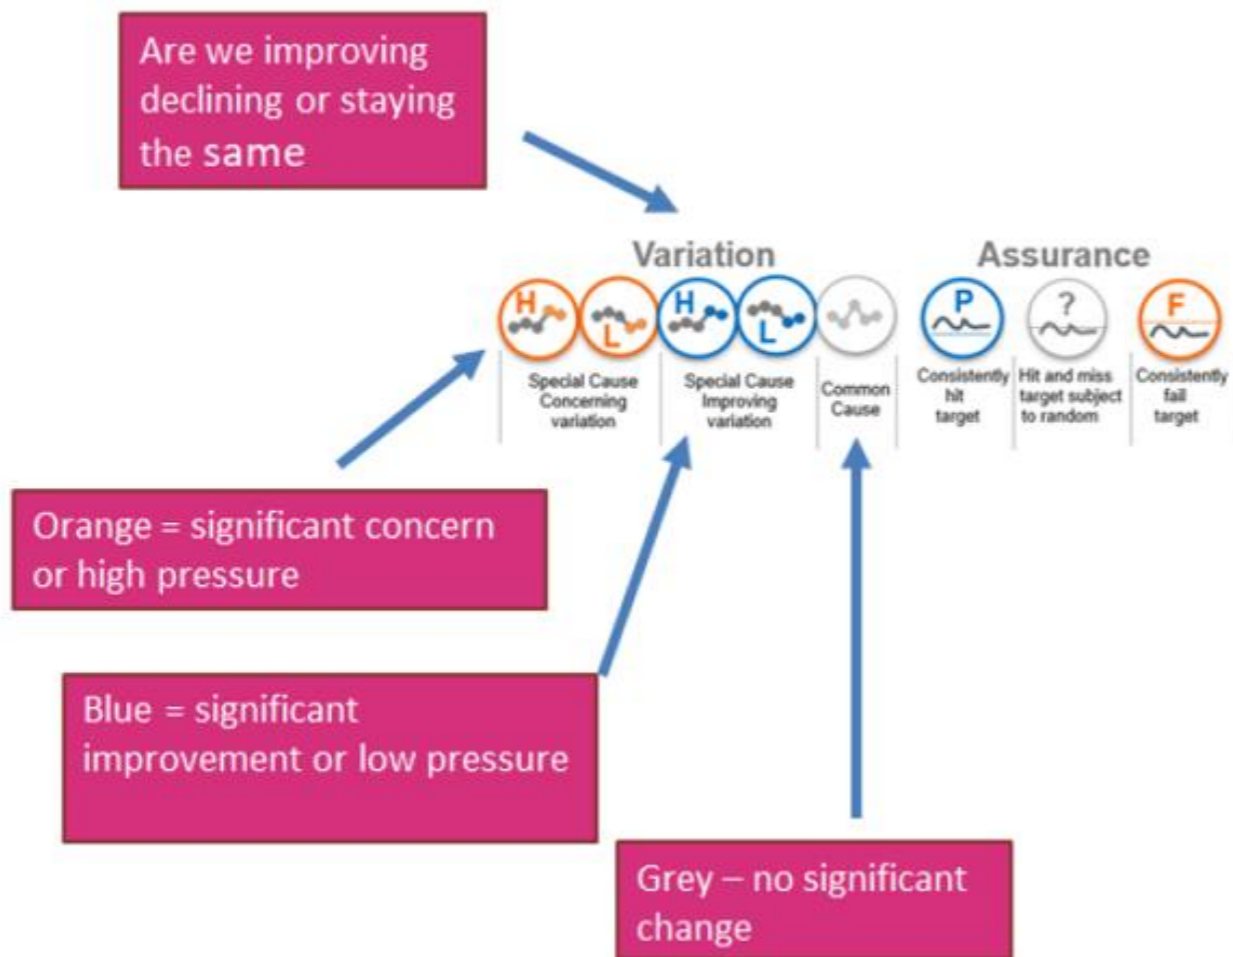 Are we improving
declining or staying
the same
Variation
Assurance
H
L
H
L
P
?
F
Special Cause
Concerning
variation
Special Cause
Improving
variation
Common
Cause
Consistently
hit
target
Hit and miss
target subject
to random
Consistently
fail
target
Orange = significant concern
or high pressure
Blue = significant
improvement or low pressure
Grey – no significant
change